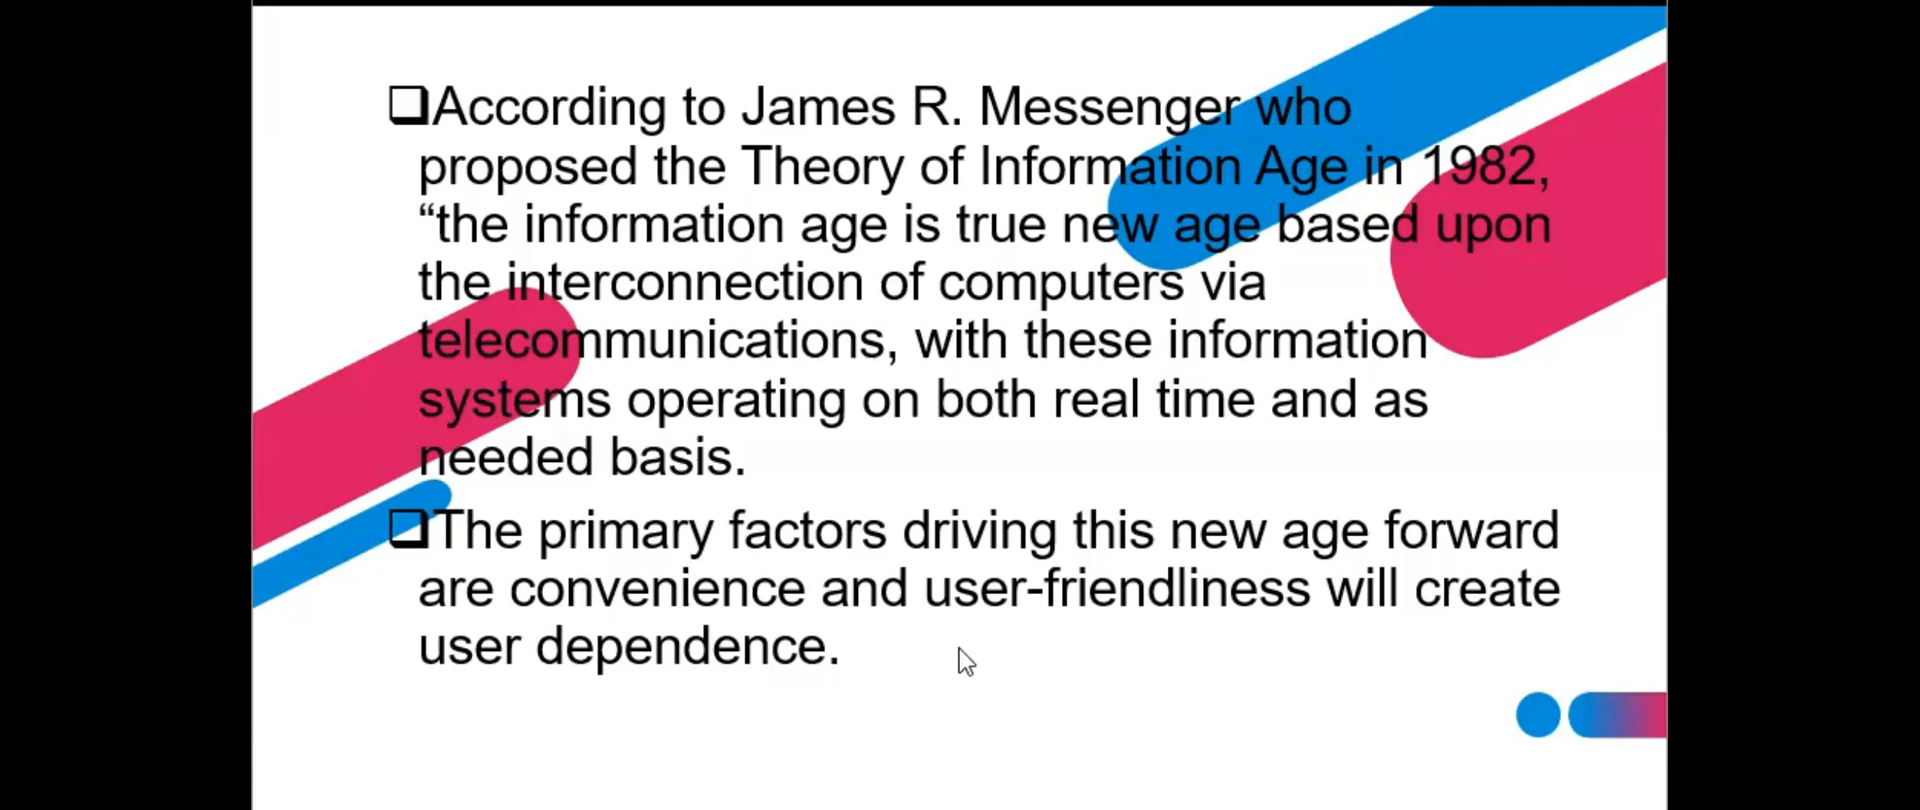 ❑According to James R. Messenger who
proposed the Theory of Information Age in 1982,
“the information age is true new age based upon
the interconnection of computers via
telecommunications, with these information
systems operating on both real time and as
needed basis.
❑The primary factors driving this new age forward
are convenience and user-friendliness will create
user dependence.